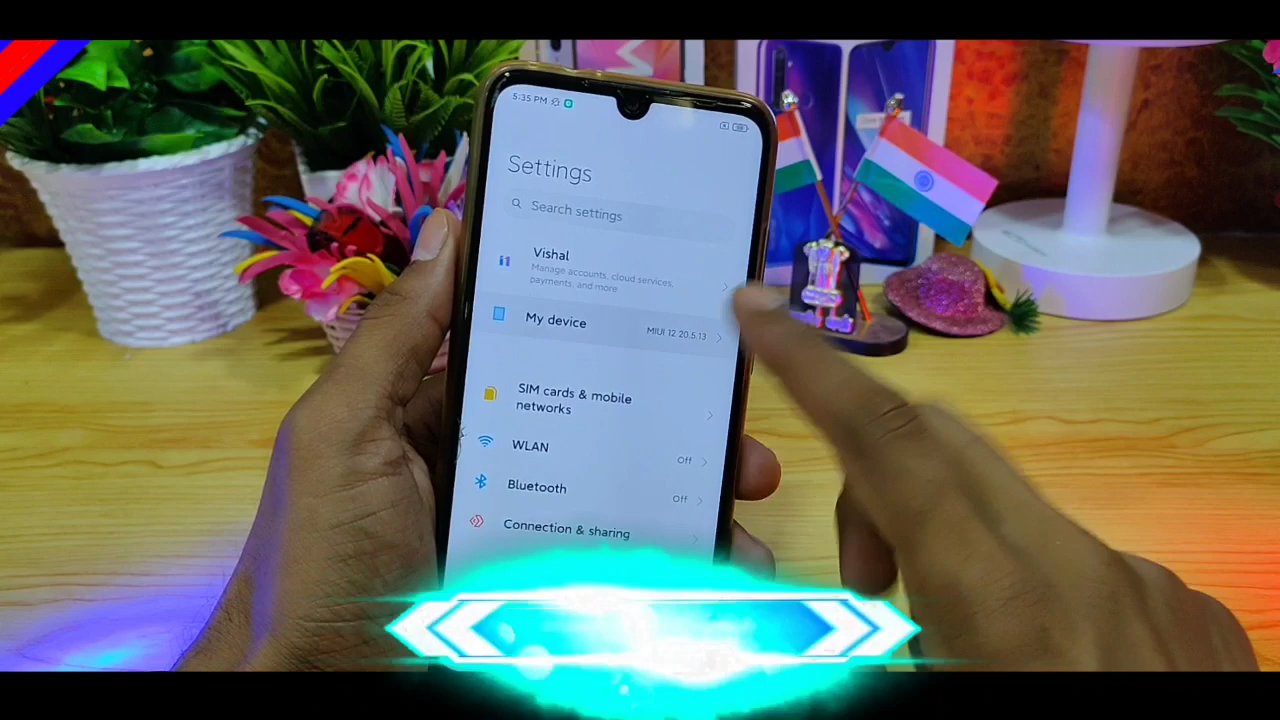 5:35 PM
Settings
Search settings
Vishal
Manage accounts, cloud services,
payments, and more
My device
MIUI 12 20.5.13
SIM cards & mobile
networks
WLAN
Off
Bluetooth
Off
Connection & sharing